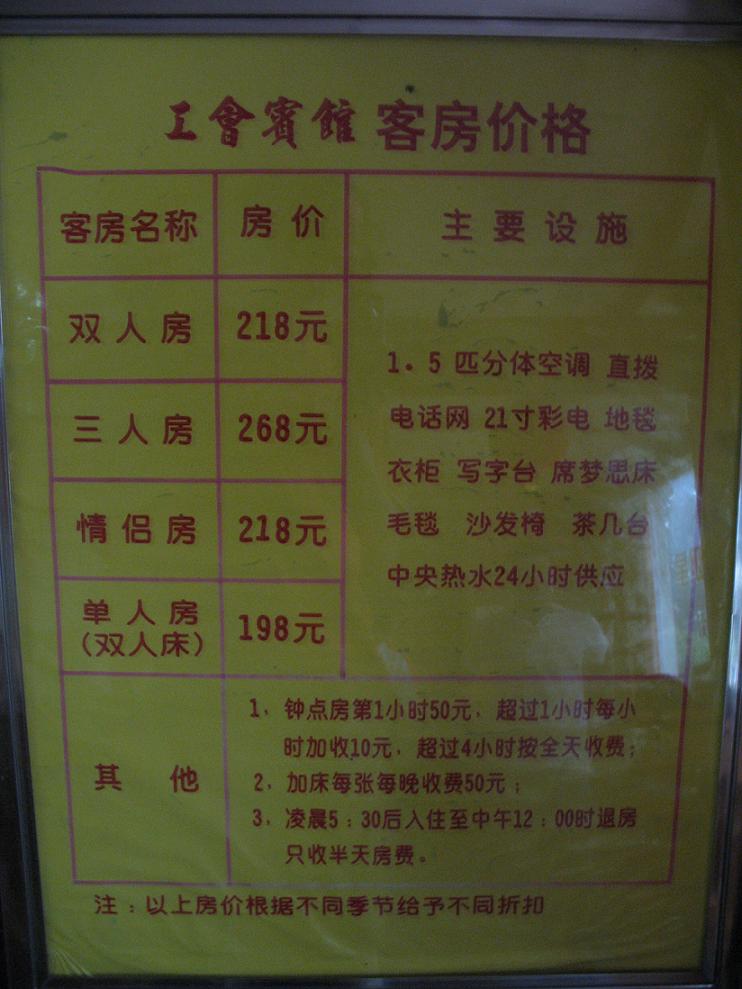 工會賓館 客房价格
客房名称 房价 主要设施
双人房 218元
三人房 268元
情侣房 218元
单人房
(双人床) 198元
1.5 匹分体空调 直拨
电话网 21寸彩电 地毯
衣柜 写字台 席梦思床
毛毯 沙发椅 茶几台
中央热水24小时供应
其他
1, 钟点房第1小时50元, 超过1小时每小
时加收10元, 超过4小时按全天收费;
2, 加床每张每晚收费50元;
3, 凌晨5:30后入住至中午12:00时退房
只收半天房费。
注:以上房价根据不同季节给予不同折扣